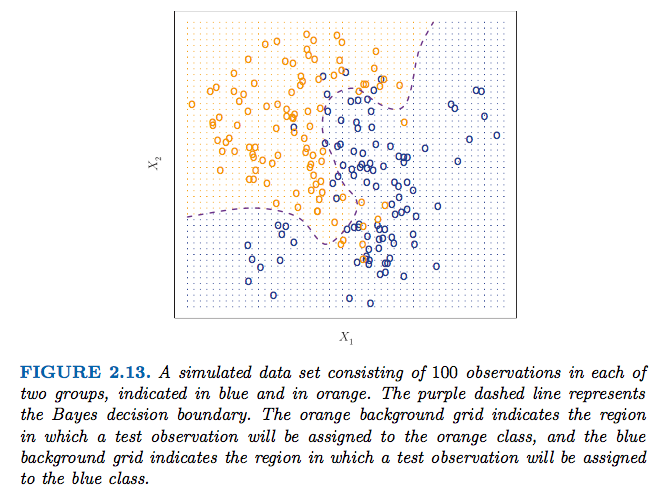 X2
X1
FIGURE 2.13. A simulated data set consisting of 100 observations in each of
two groups, indicated in blue and in orange. The purple dashed line represents
the Bayes decision boundary. The orange background grid indicates the region
in which a test observation will be assigned to the orange class, and the blue
background grid indicates the region in which a test observation will be assigned
to the blue class.